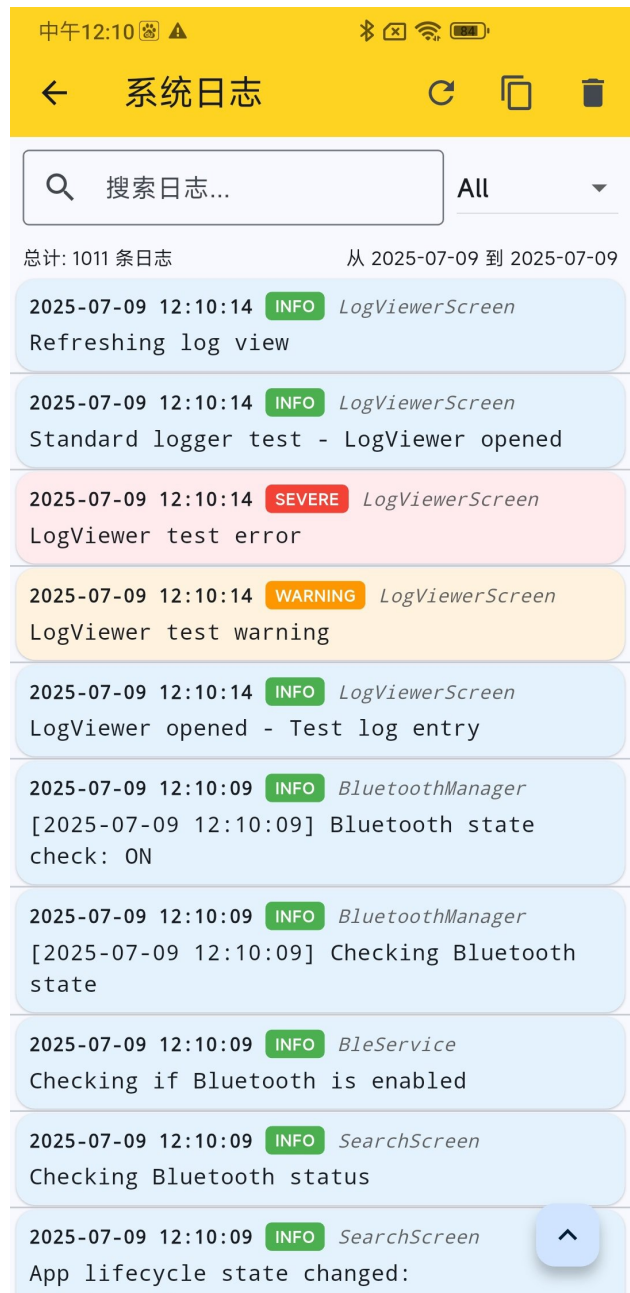 中午12:10
84
系统日志
搜索日志...
All
总计: 1011 条日志
从 2025-07-09 到 2025-07-09
2025-07-09 12:10:14 INFO LogViewerScreen
Refreshing log view
2025-07-09 12:10:14 INFO LogViewerScreen
Standard logger test - LogViewer opened
2025-07-09 12:10:14 SEVERE LogViewerScreen
LogViewer test error
2025-07-09 12:10:14 WARNING LogViewerScreen
LogViewer test warning
2025-07-09 12:10:14 INFO LogViewerScreen
LogViewer opened - Test log entry
2025-07-09 12:10:09 INFO BluetoothManager
[2025-07-09 12:10:09] Bluetooth state
check: ON
2025-07-09 12:10:09 INFO BluetoothManager
[2025-07-09 12:10:09] Checking Bluetooth
state
2025-07-09 12:10:09 INFO BleService
Checking if Bluetooth is enabled
2025-07-09 12:10:09 INFO SearchScreen
Checking Bluetooth status
2025-07-09 12:10:09 INFO SearchScreen
App lifecycle state changed: